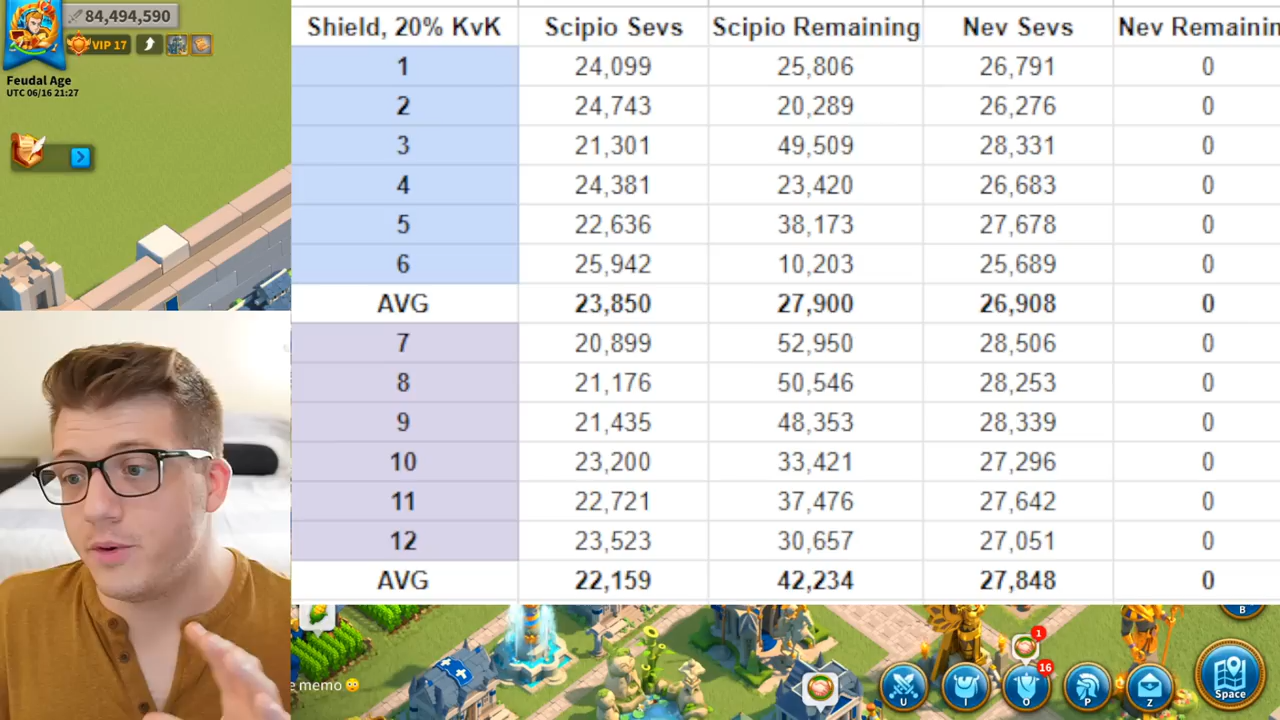 84,494,590
VIP 17
Feudal Age
UTC 06/16 21:27
Shield, 20% KvK Scipio Sevs Scipio Remaining Nev Sevs Nev Remainin
1 24,099 25,806 26,791 0
2 24,743 20,289 26,276 0
3 21,301 49,509 28,331 0
4 24,381 23,420 26,683 0
5 22,636 38,173 27,678 0
6 25,942 10,203 25,689 0
AVG 23,850 27,900 26,908 0
7 20,899 52,950 28,506 0
8 21,176 50,546 28,253 0
9 21,435 48,353 28,339 0
10 23,200 33,421 27,296 0
11 22,721 37,476 27,642 0
12 23,523 30,657 27,051 0
AVG 22,159 42,234 27,848 0
B
1
16
e memo
U I O P Z
Space